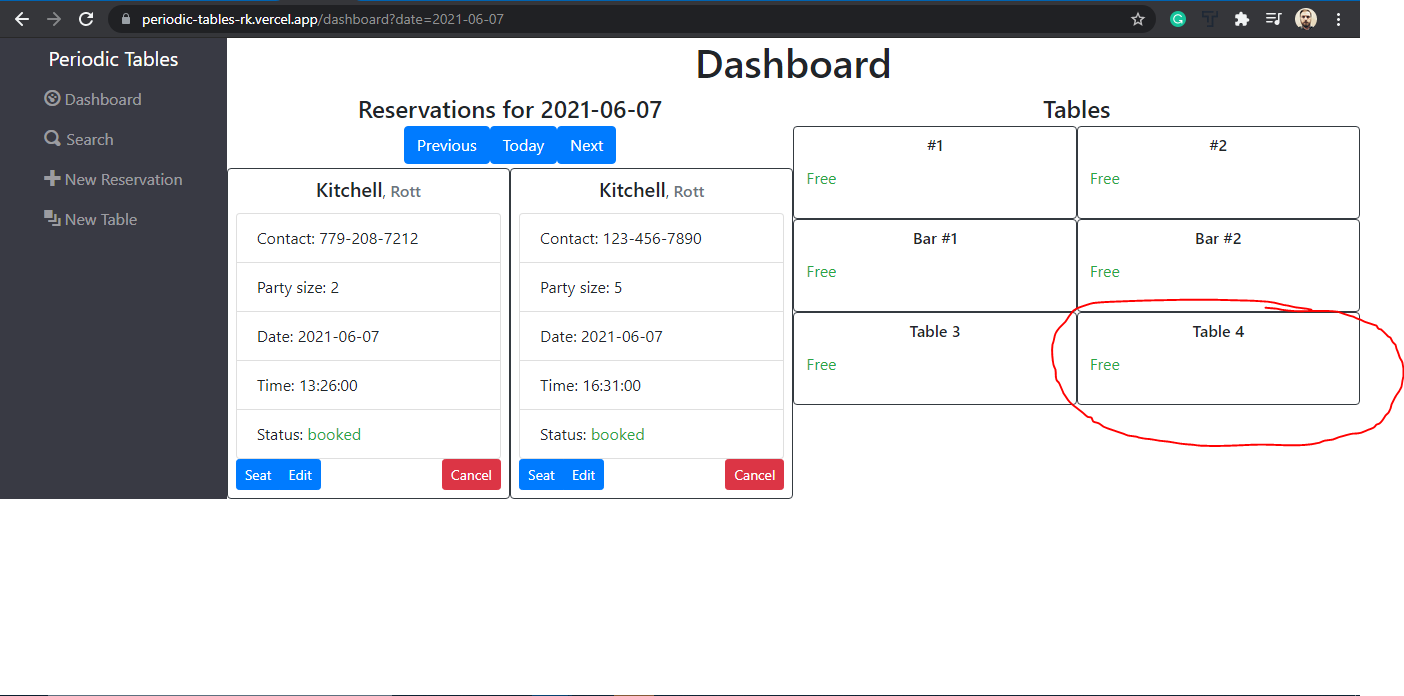 periodic-tables-rk.vercel.app/dashboard?date=2021-06-07
Periodic Tables
Dashboard
Search
New Reservation
New Table
Dashboard
Reservations for 2021-06-07
Previous Today Next
Kitchell, Rott
Contact: 779-208-7212
Party size: 2
Date: 2021-06-07
Time: 13:26:00
Status: booked
Seat Edit Cancel
Kitchell, Rott
Contact: 123-456-7890
Party size: 5
Date: 2021-06-07
Time: 16:31:00
Status: booked
Seat Edit Cancel
Tables
#1
Free
#2
Free
Bar #1
Free
Bar #2
Free
Table 3
Free
Table 4
Free